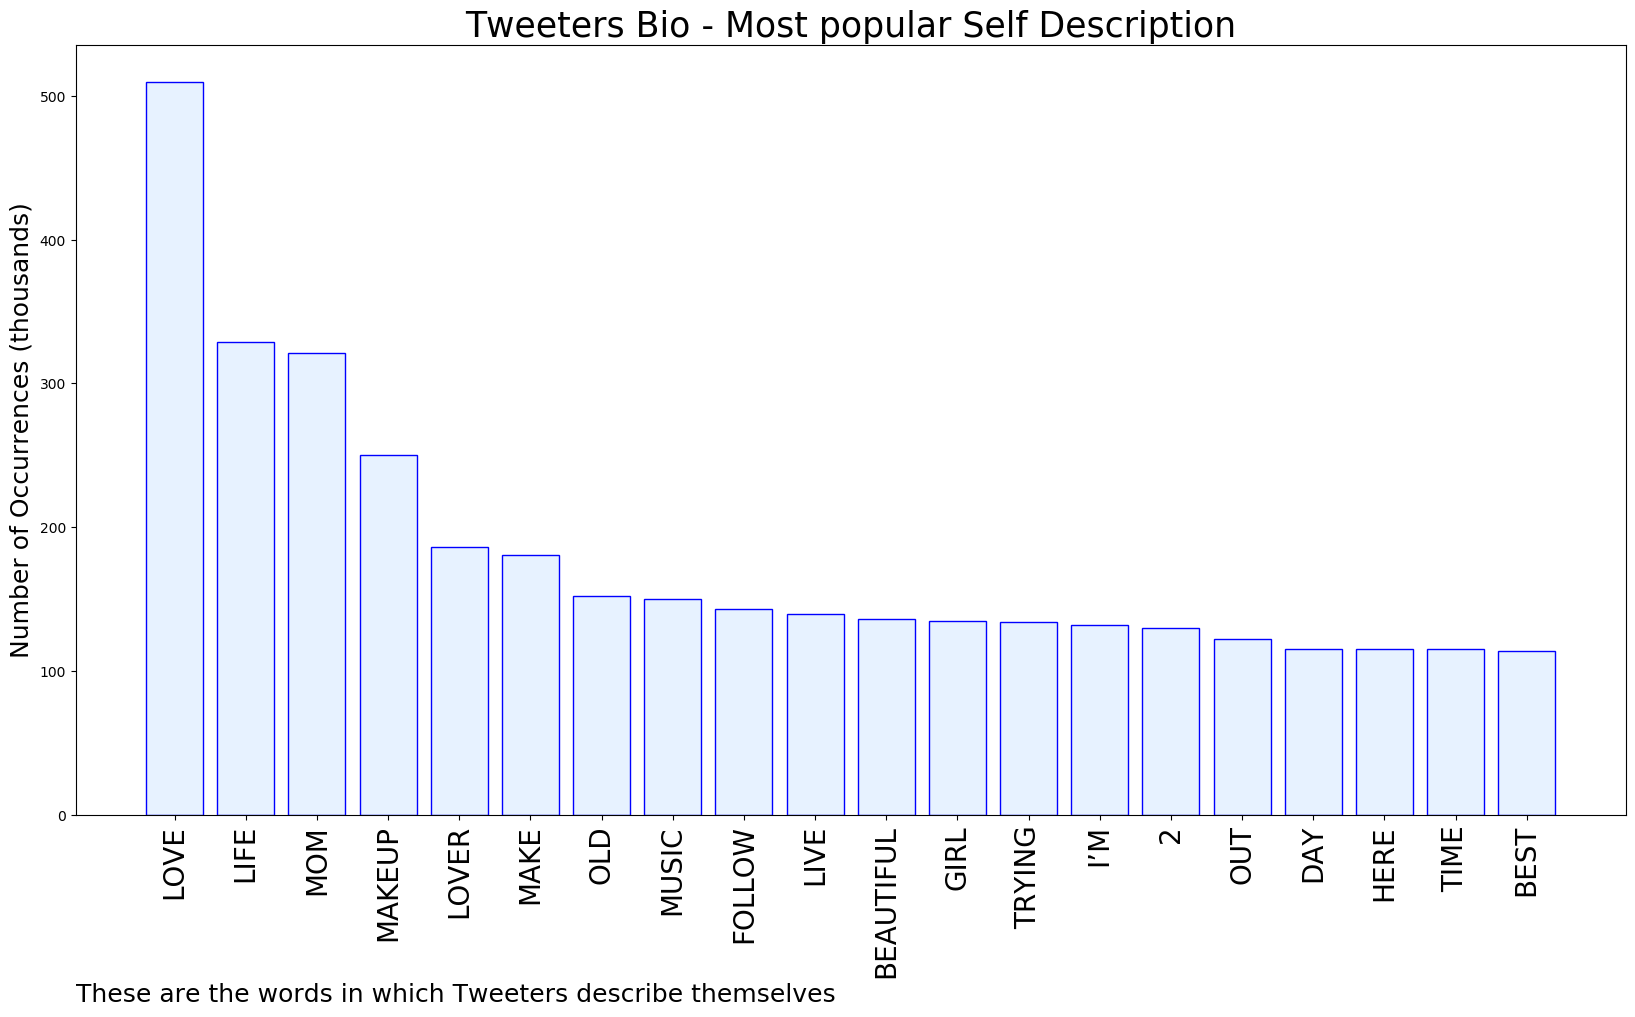 Tweeters Bio - Most popular Self Description
Number of Occurrences (thousands)
500
400
300
200
100
0
LOVE
LIFE
MOM
MAKEUP
LOVER
MAKE
OLD
MUSIC
FOLLOW
LIVE
BEAUTIFUL
GIRL
TRYING
I’M
2
OUT
DAY
HERE
TIME
BEST
These are the words in which Tweeters describe themselves